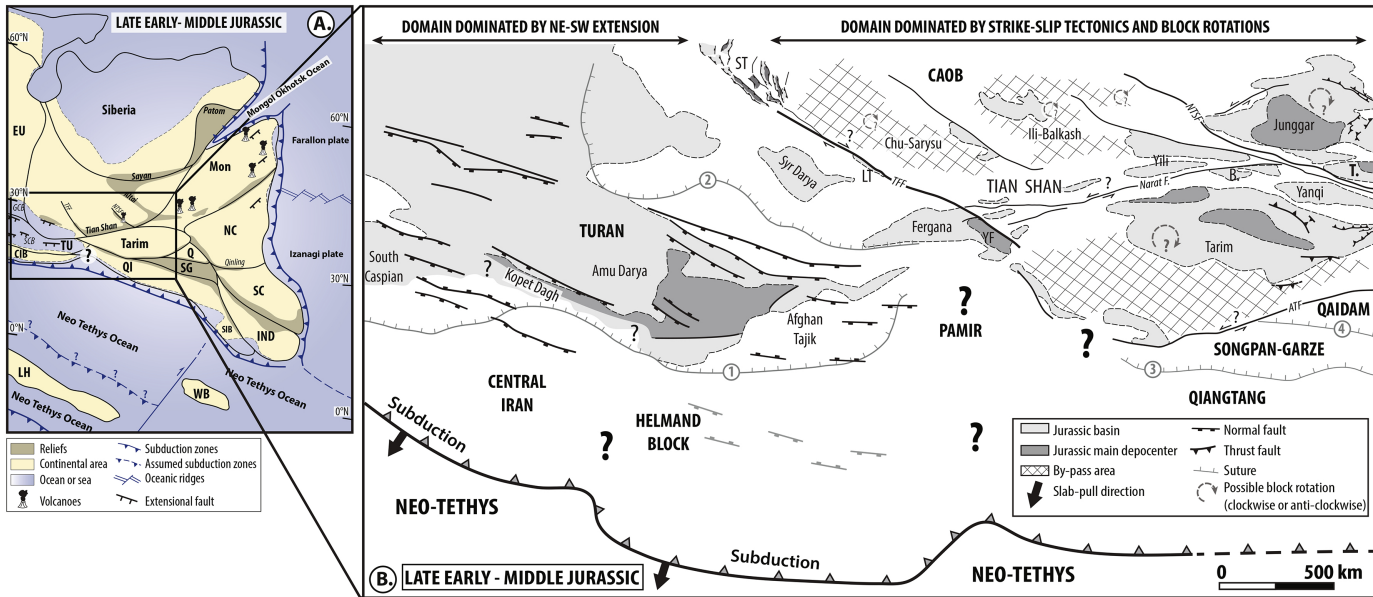 LATE EARLY- MIDDLE JURASSIC
A.
60°N
Siberia
Mongol Okhotsk Ocean
Patom
60°N
EU
Farallon plate
Mon
Sayan
Altai
30°N
GCB
TFF
NTSF
Tian Shan
NC
SCB
TU
?
Tarim
Q
Izanagi plate
CIB
QI
SG
Qinling
30°N
SC
SIB
IND
0°N
Neo Tethys Ocean
?
?
?
LH
WB
Neo Tethys Ocean
Neo Tethys Ocean
0°N
Reliefs
Continental area
Ocean or sea
Volcanoes
Subduction zones
Assumed subduction zones
Oceanic ridges
Extensional fault
DOMAIN DOMINATED BY NE-SW EXTENSION
DOMAIN DOMINATED BY STRIKE-SLIP TECTONICS AND BLOCK ROTATIONS
ST
CAOB
NTSF
?
Junggar
?
Chu-Sarysu
Ili-Balkash
Syr Darya
LT
TFF
Yili
T.
2
TIAN SHAN
?
Narat F.
B.
Yanqi
TURAN
Fergana
YF
?
Tarim
South
Caspian
?
Kopet Dagh
Amu Darya
?
Afghan
Tajik
?
PAMIR
?
?
ATF
QAIDAM
4
SONGPAN-GARZE
1
3
QIANGTANG
CENTRAL
IRAN
HELMAND
BLOCK
?
?
Subduction
NEO-TETHYS
Subduction
NEO-TETHYS
Jurassic basin
Jurassic main depocenter
By-pass area
Slab-pull direction
Normal fault
Thrust fault
Suture
Possible block rotation
(clockwise or anti-clockwise)
B.
LATE EARLY - MIDDLE JURASSIC
0
500 km